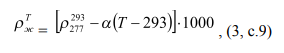 ρ_ж^T = [ρ_277^293 − α(T − 293)]·1000 , (3, с.9)